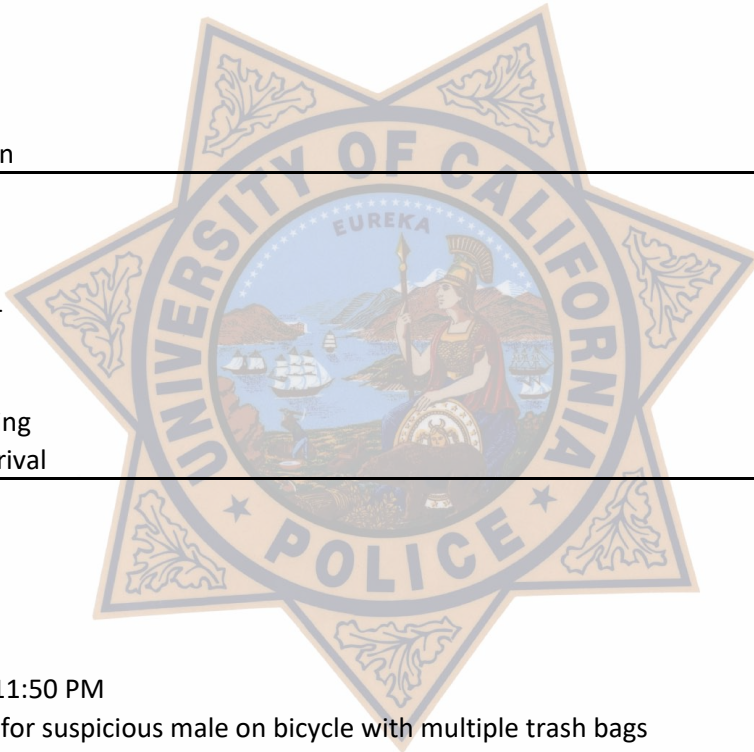 n
UNIVERSITY OF CALIFORNIA
EUREKA
ng
rival
POLICE
11:50 PM
for suspicious male on bicycle with multiple trash bags